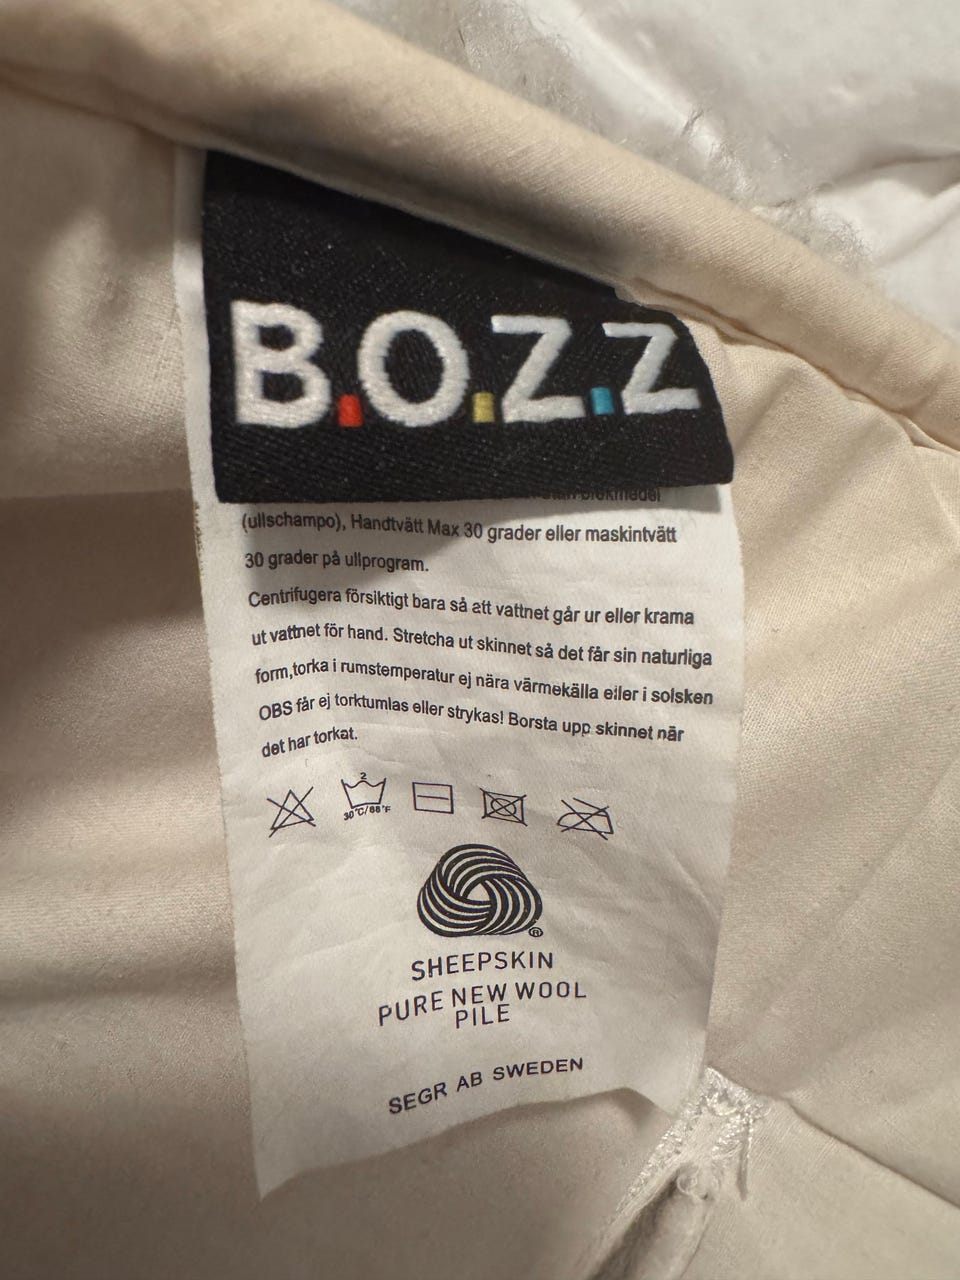 B.O.Z.Z
blekmedel
(ullschampo), Handtvätt Max 30 grader eller maskintvätt
30 grader på ullprogram.
Centrifugera försiktigt bara så att vattnet går ur eller krama
ut vattnet för hand. Stretcha ut skinnet så det får sin naturliga
form,torka i rumstemperatur ej nära värmekälla eiler i solsken
OBS får ej torktumlas eller strykas! Borsta upp skinnet när
det har torkat.
2
30°C/86°F
®
SHEEPSKIN
PURE NEW WOOL
PILE
SEGR AB SWEDEN